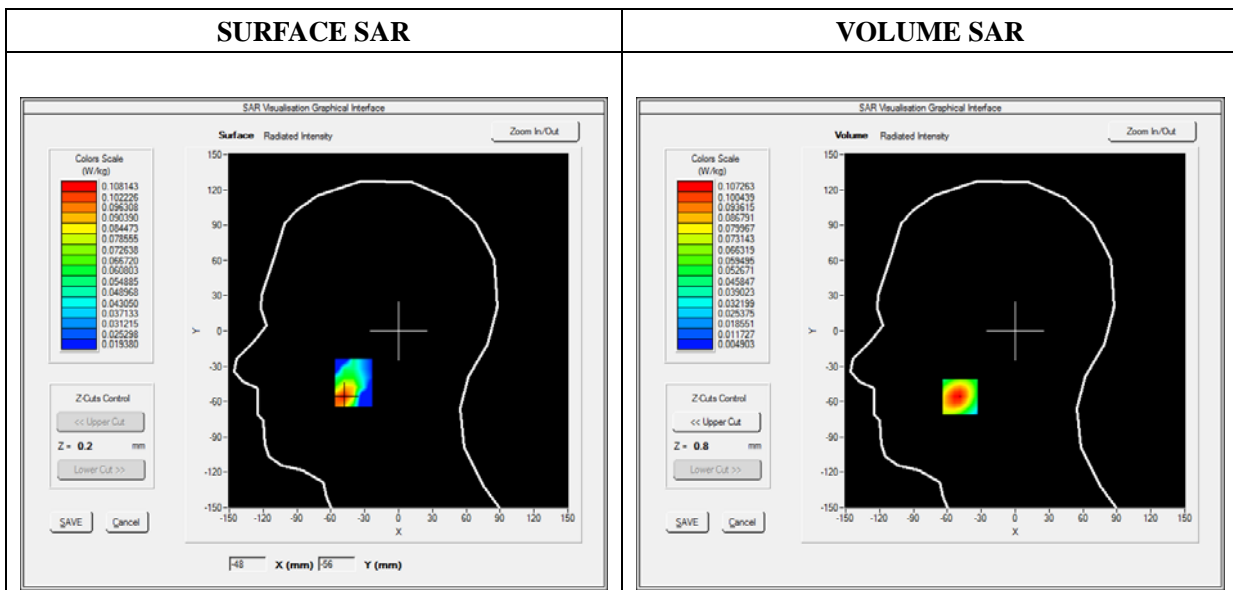 SURFACE SAR
VOLUME SAR
SAR Visualisation Graphical Interface
Surface Radiated Intensity
Zoom In/Out
Colors Scale
(W/kg)
0.108143
0.102226
0.096308
0.090390
0.084473
0.078555
0.072638
0.066720
0.060803
0.054885
0.048968
0.043050
0.037133
0.031215
0.025298
0.019380
Z-Cuts Control
<< Upper Cut
Z = 0.2 mm
Lower Cut >>
SAVE Cancel
150
120
90
60
30
0
-30
-60
-90
-120
-150
Y
-150 -120 -90 -60 -30 0 30 60 90 120 150
X
-48 X (mm) -56 Y (mm)
SAR Visualisation Graphical Interface
Volume Radiated Intensity
Zoom In/Out
Colors Scale
(W/kg)
0.107263
0.100439
0.093615
0.086791
0.079967
0.073143
0.066319
0.059495
0.052671
0.045847
0.039023
0.032199
0.025375
0.018551
0.011727
0.004903
Z-Cuts Control
<< Upper Cut
Z = 0.8 mm
Lower Cut >>
SAVE Cancel
150
120
90
60
30
0
-30
-60
-90
-120
-150
Y
-150 -120 -90 -60 -30 0 30 60 90 120 150
X